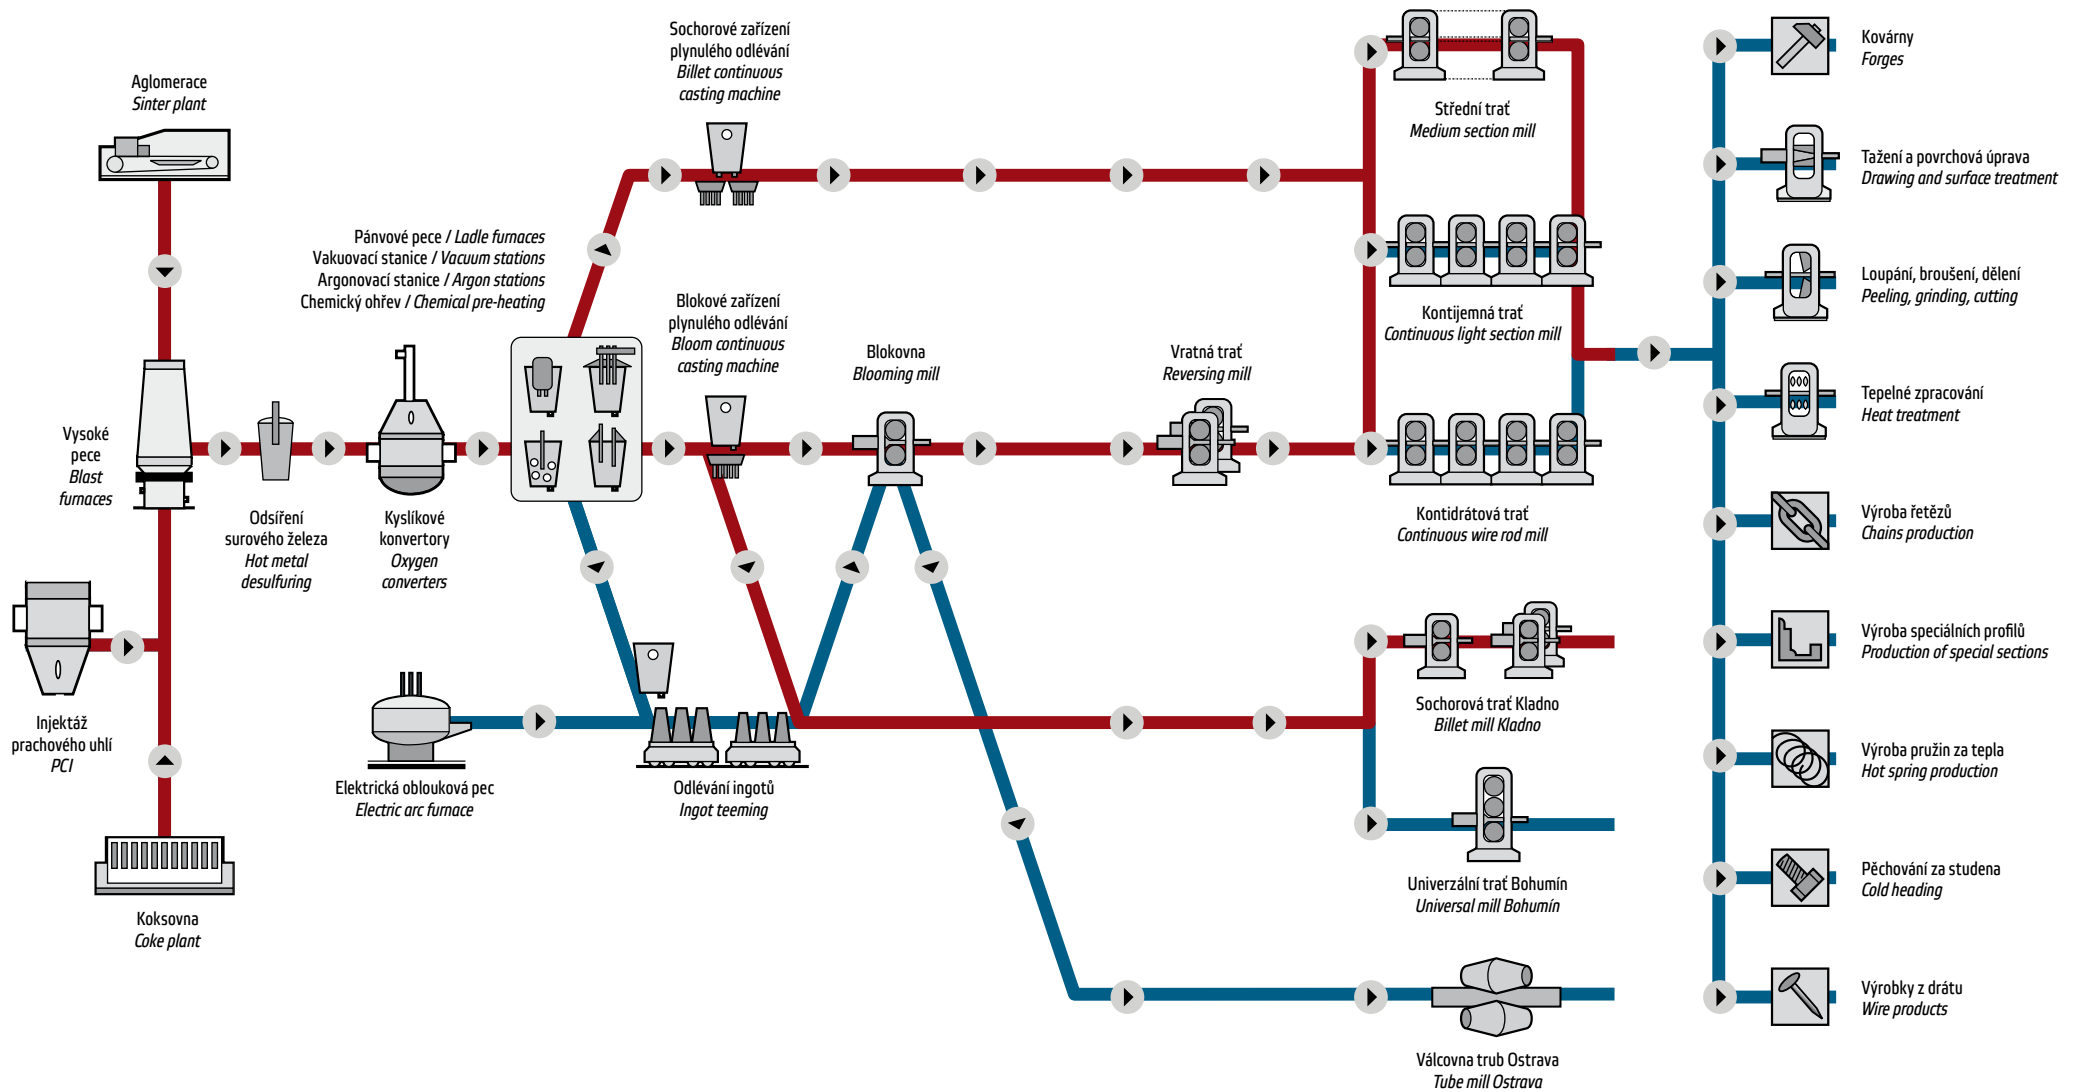 Aglomerace
Sinter plant
Vysoké
pece
Blast
furnaces
Injektáž
prachového uhlí
PCI
Koksovna
Coke plant
Odsíření
surového železa
Hot metal
desulfuring
Kyslíkové
konvertory
Oxygen
converters
Pánvové pece / Ladle furnaces
Vakuovací stanice / Vacuum stations
Argonovací stanice / Argon stations
Chemický ohřev / Chemical pre-heating
Elektrická oblouková pec
Electric arc furnace
Sochorové zařízení
plynulého odlévání
Billet continuous
casting machine
Blokové zařízení
plynulého odlévání
Bloom continuous
casting machine
Odlévání ingotů
Ingot teeming
Blokovna
Blooming mill
Vratná trať
Reversing mill
Střední trať
Medium section mill
Kontijemná trať
Continuous light section mill
Kontidrátová trať
Continuous wire rod mill
Sochorová trať Kladno
Billet mill Kladno
Univerzální trať Bohumín
Universal mill Bohumín
Válcovna trub Ostrava
Tube mill Ostrava
Kovárny
Forges
Tažení a povrchová úprava
Drawing and surface treatment
Loupání, broušení, dělení
Peeling, grinding, cutting
Tepelné zpracování
Heat treatment
Výroba řetězů
Chains production
Výroba speciálních profilů
Production of special sections
Výroba pružin za tepla
Hot spring production
Pěchování za studena
Cold heading
Výrobky z drátu
Wire products